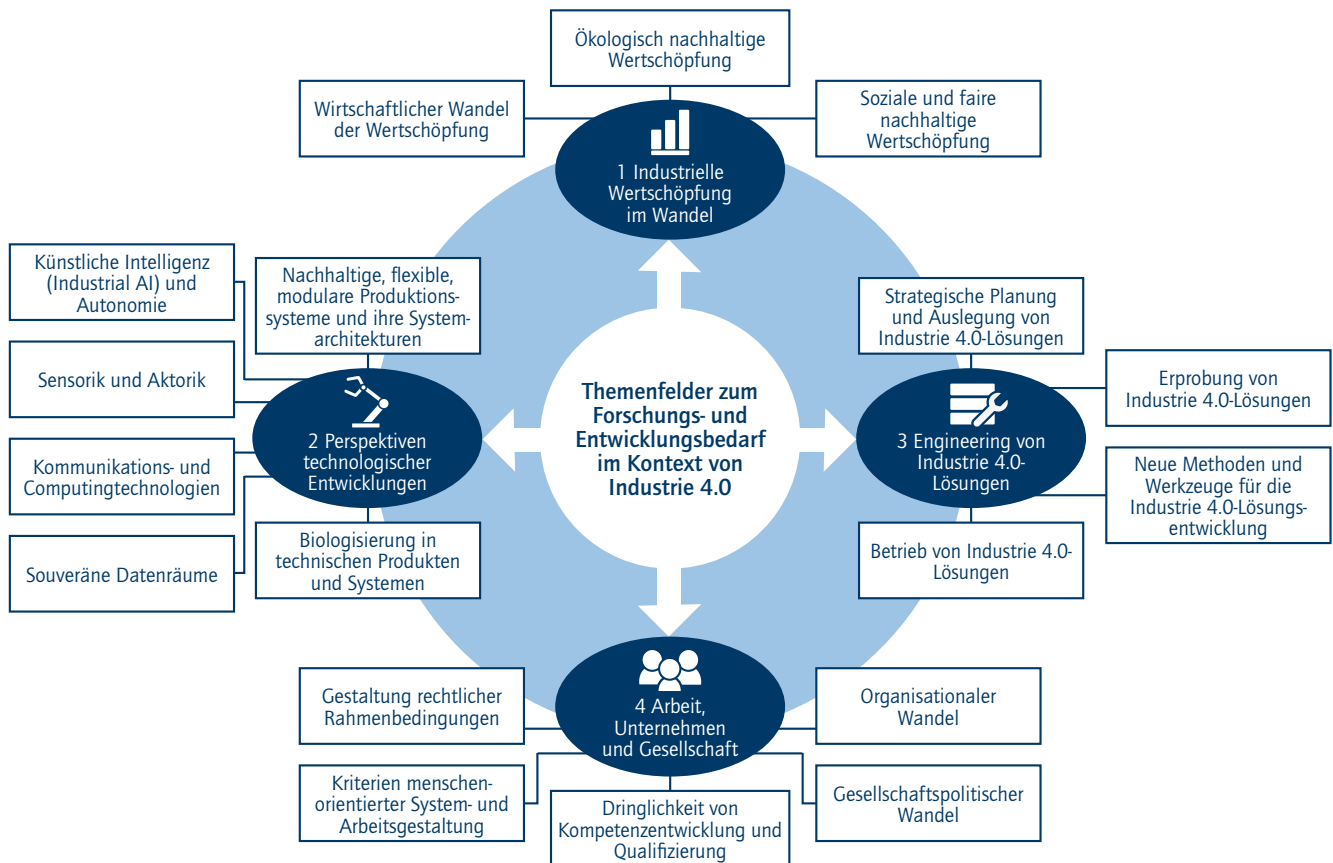 Ökologisch nachhaltige
Wertschöpfung
Wirtschaftlicher Wandel
der Wertschöpfung
Soziale und faire
nachhaltige
Wertschöpfung
1 Industrielle
Wertschöpfung
im Wandel
Künstliche Intelligenz
(Industrial AI) und
Autonomie
Nachhaltige, flexible,
modulare Produktions-
systeme und ihre System-
architekturen
Sensorik und Aktorik
Kommunikations- und
Computingtechnologien
Souveräne Datenräume
Biologisierung in
technischen Produkten
und Systemen
2 Perspektiven
technologischer
Entwicklungen
Themenfelder zum
Forschungs- und
Entwicklungsbedarf
im Kontext von
Industrie 4.0
Strategische Planung
und Auslegung von
Industrie 4.0-Lösungen
Erprobung von
Industrie 4.0-Lösungen
3 Engineering von
Industrie 4.0-
Lösungen
Neue Methoden und
Werkzeuge für die
Industrie 4.0-Lösungs-
entwicklung
Betrieb von Industrie 4.0-
Lösungen
Gestaltung rechtlicher
Rahmenbedingungen
4 Arbeit,
Unternehmen
und Gesellschaft
Organisationaler
Wandel
Kriterien menschen-
orientierter System- und
Arbeitsgestaltung
Dringlichkeit von
Kompetenzentwicklung und
Qualifizierung
Gesellschaftspolitischer
Wandel